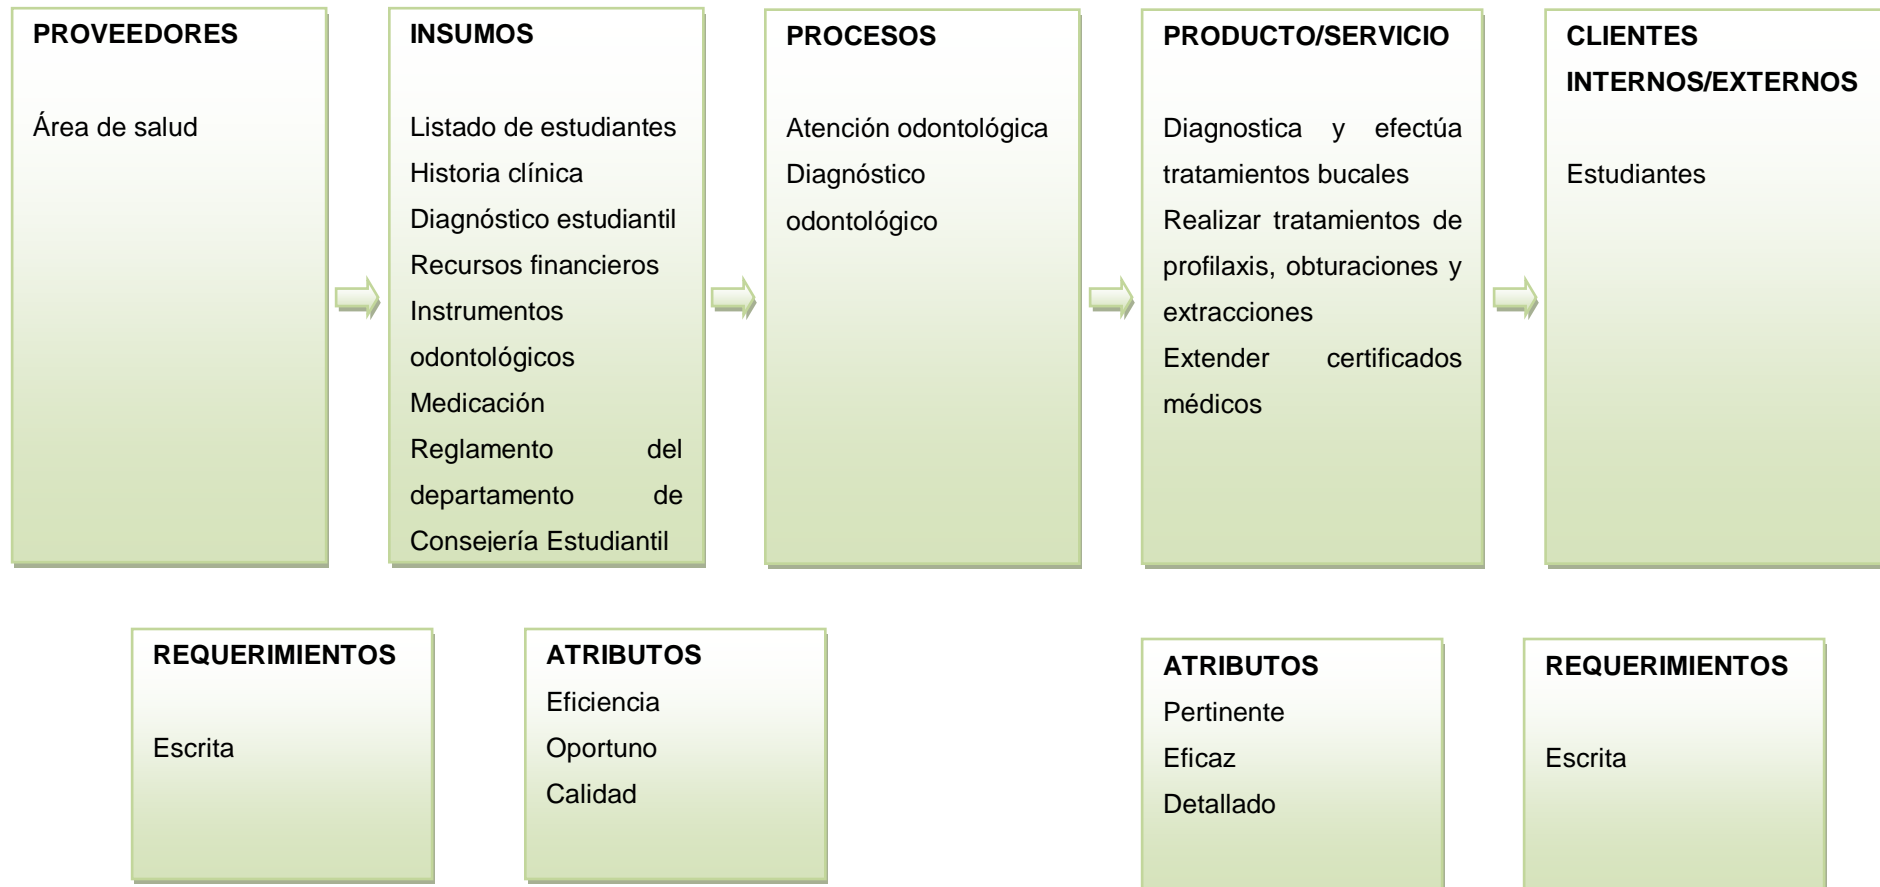 PROVEEDORES
Área de salud
INSUMOS
Listado de estudiantes
Historia clínica
Diagnóstico estudiantil
Recursos financieros
Instrumentos
odontológicos
Medicación
Reglamento del
departamento de
Consejería Estudiantil
PROCESOS
Atención odontológica
Diagnóstico
odontológico
PRODUCTO/SERVICIO
Diagnostica y efectúa
tratamientos bucales
Realizar tratamientos de
profilaxis, obturaciones y
extracciones
Extender certificados
médicos
CLIENTES
INTERNOS/EXTERNOS
Estudiantes
REQUERIMIENTOS
Escrita
ATRIBUTOS
Eficiencia
Oportuno
Calidad
ATRIBUTOS
Pertinente
Eficaz
Detallado
REQUERIMIENTOS
Escrita